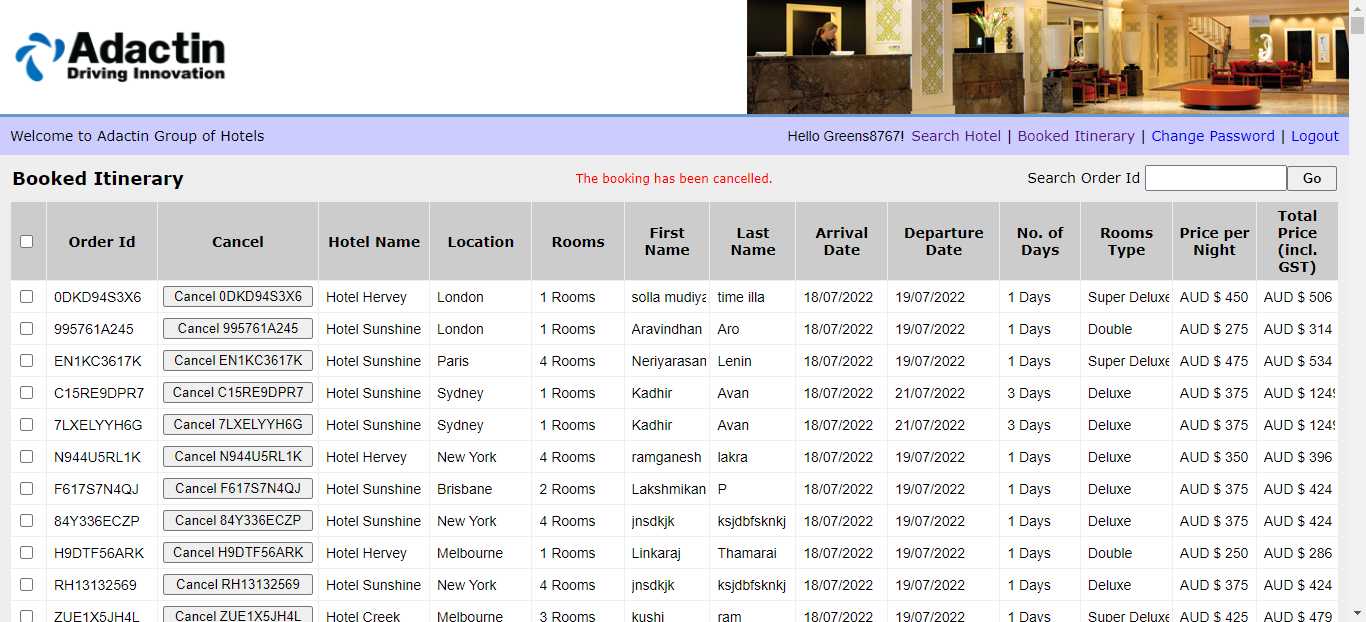 Adactin
Driving Innovation
Welcome to Adactin Group of Hotels
Hello Greens8767! Search Hotel | Booked Itinerary | Change Password | Logout
Booked Itinerary
The booking has been cancelled.
Search Order Id Go
Order Id Cancel Hotel Name Location Rooms First Name Last Name Arrival Date Departure Date No. of Days Rooms Type Price per Night Total Price (incl. GST)
0DKD94S3X6 Cancel 0DKD94S3X6 Hotel Hervey London 1 Rooms solla mudiya time illa 18/07/2022 19/07/2022 1 Days Super Deluxe AUD $ 450 AUD $ 506
995761A245 Cancel 995761A245 Hotel Sunshine London 1 Rooms Aravindhan Aro 18/07/2022 19/07/2022 1 Days Double AUD $ 275 AUD $ 314
EN1KC3617K Cancel EN1KC3617K Hotel Sunshine Paris 4 Rooms Neriyarasan Lenin 18/07/2022 19/07/2022 1 Days Super Deluxe AUD $ 475 AUD $ 534
C15RE9DPR7 Cancel C15RE9DPR7 Hotel Sunshine Sydney 1 Rooms Kadhir Avan 18/07/2022 21/07/2022 3 Days Deluxe AUD $ 375 AUD $ 1249
7LXELYYH6G Cancel 7LXELYYH6G Hotel Sunshine Sydney 1 Rooms Kadhir Avan 18/07/2022 21/07/2022 3 Days Deluxe AUD $ 375 AUD $ 1249
N944U5RL1K Cancel N944U5RL1K Hotel Hervey New York 4 Rooms ramganesh lakra 18/07/2022 19/07/2022 1 Days Deluxe AUD $ 350 AUD $ 396
F617S7N4QJ Cancel F617S7N4QJ Hotel Sunshine Brisbane 2 Rooms Lakshmikan P 18/07/2022 19/07/2022 1 Days Deluxe AUD $ 375 AUD $ 424
84Y336ECZP Cancel 84Y336ECZP Hotel Sunshine New York 4 Rooms jnsdkjk ksjdbfsknkj 18/07/2022 19/07/2022 1 Days Deluxe AUD $ 375 AUD $ 424
H9DTF56ARK Cancel H9DTF56ARK Hotel Hervey Melbourne 1 Rooms Linkaraj Thamarai 18/07/2022 19/07/2022 1 Days Double AUD $ 250 AUD $ 286
RH13132569 Cancel RH13132569 Hotel Sunshine New York 4 Rooms jnsdkjk ksjdbfsknkj 18/07/2022 19/07/2022 1 Days Deluxe AUD $ 375 AUD $ 424
ZUE1X5JH4L Cancel ZUE1X5JH4L Hotel Creek Melbourne 3 Rooms kushi ram 18/07/2022 19/07/2022 1 Days Super Deluxe AUD $ 425 AUD $ 479